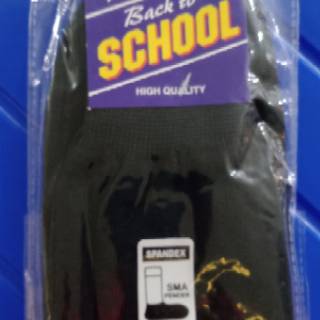 Back to
SCHOOL
HIGH QUALITY
SPANDEX
SMA